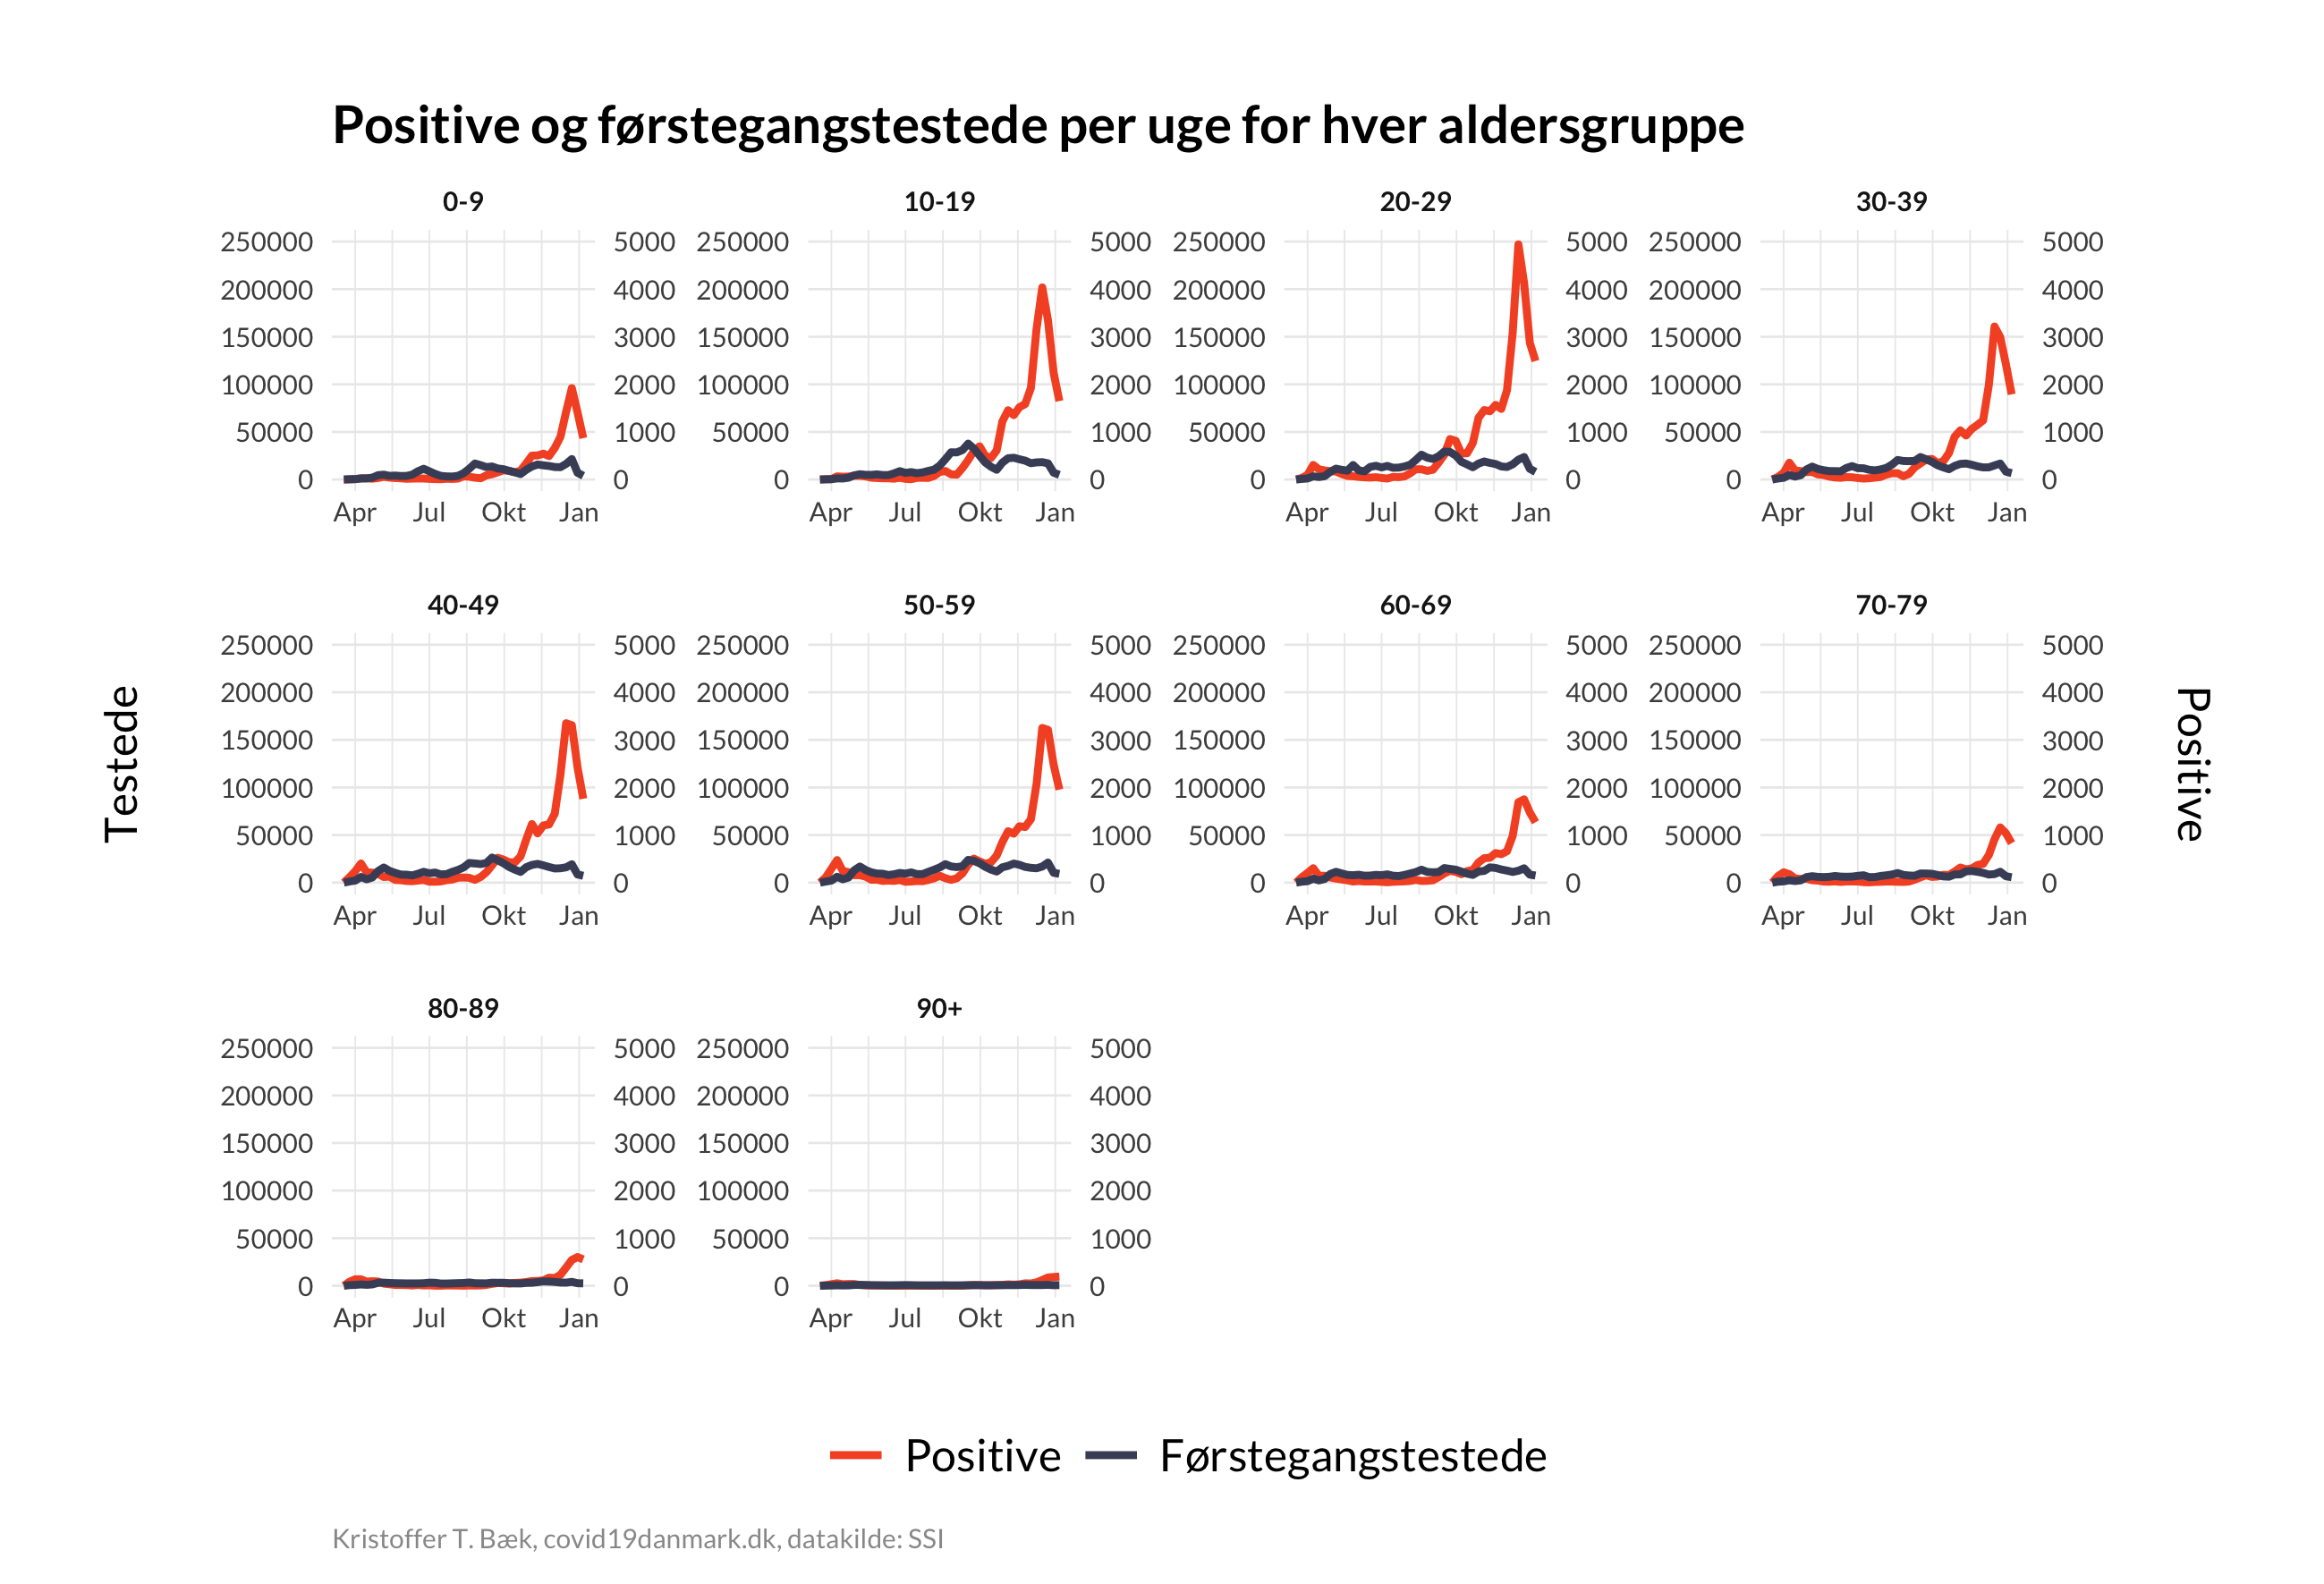 Positive og førstegangstestede per uge for hver aldersgruppe
0-9 10-19 20-29 30-39
250000 5000 250000 5000 250000 5000 250000 5000
200000 4000 200000 4000 200000 4000 200000 4000
150000 3000 150000 3000 150000 3000 150000 3000
100000 2000 100000 2000 100000 2000 100000 2000
50000 1000 50000 1000 50000 1000 50000 1000
0 0 0 0 0 0 0 0
Apr Jul Okt Jan Apr Jul Okt Jan Apr Jul Okt Jan Apr Jul Okt Jan
40-49 50-59 60-69 70-79
250000 5000 250000 5000 250000 5000 250000 5000
200000 4000 200000 4000 200000 4000 200000 4000
150000 3000 150000 3000 150000 3000 150000 3000
100000 2000 100000 2000 100000 2000 100000 2000
50000 1000 50000 1000 50000 1000 50000 1000
0 0 0 0 0 0 0 0
Apr Jul Okt Jan Apr Jul Okt Jan Apr Jul Okt Jan Apr Jul Okt Jan
Testede
Positive
80-89 90+
250000 5000 250000 5000
200000 4000 200000 4000
150000 3000 150000 3000
100000 2000 100000 2000
50000 1000 50000 1000
0 0 0 0
Apr Jul Okt Jan Apr Jul Okt Jan
Positive Førstegangstestede
Kristoffer T. Bæk, covid19danmark.dk, datakilde: SSI